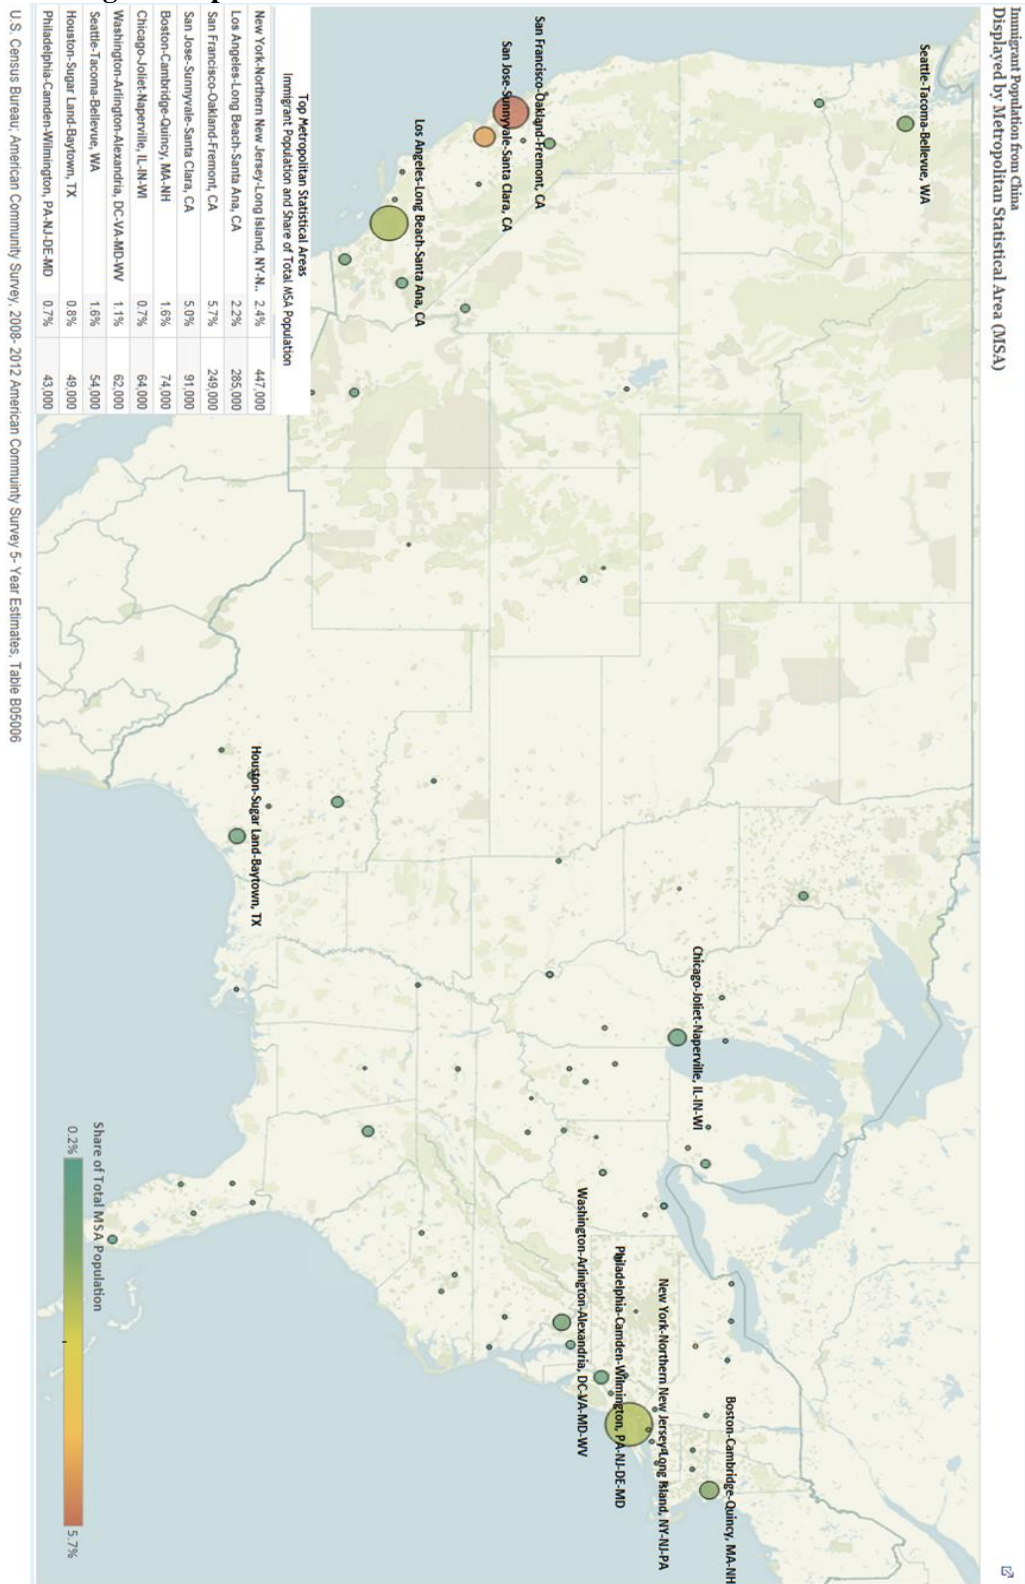 Immigrant Population from China
Displayed by Metropolitan Statistical Area (MSA)
Seattle-Tacoma-Bellevue, WA
San Francisco-Oakland-Fremont, CA
San Jose-Sunnyvale-Santa Clara, CA
Los Angeles-Long Beach-Santa Ana, CA
Houston-Sugar Land-Baytown, TX
Chicago-Joliet-Naperville, IL-IN-WI
Boston-Cambridge-Quincy, MA-NH
New York-Northern New Jersey-Long Island, NY-NJ-PA
Philadelphia-Camden-Wilmington, PA-NJ-DE-MD
Washington-Arlington-Alexandria, DC-VA-MD-WV
Top Metropolitan Statistical Areas
Immigrant Population and Share of Total MSA Population
New York-Northern New Jersey-Long Island, NY-N.. 2.4% 447,000
Los Angeles-Long Beach-Santa Ana, CA 2.2% 285,000
San Francisco-Oakland-Fremont, CA 5.7% 249,000
San Jose-Sunnyvale-Santa Clara, CA 5.0% 91,000
Boston-Cambridge-Quincy, MA-NH 1.6% 74,000
Chicago-Joliet-Naperville, IL-IN-WI 0.7% 64,000
Washington-Arlington-Alexandria, DC-VA-MD-WV 1.1% 62,000
Seattle-Tacoma-Bellevue, WA 1.6% 54,000
Houston-Sugar Land-Baytown, TX 0.8% 49,000
Philadelphia-Camden-Wilmington, PA-NJ-DE-MD 0.7% 43,000
Share of Total MSA Population
0.2% 5.7%
U.S. Census Bureau; American Community Survey, 2008- 2012 American Community Survey 5- Year Estimates, Table B05006